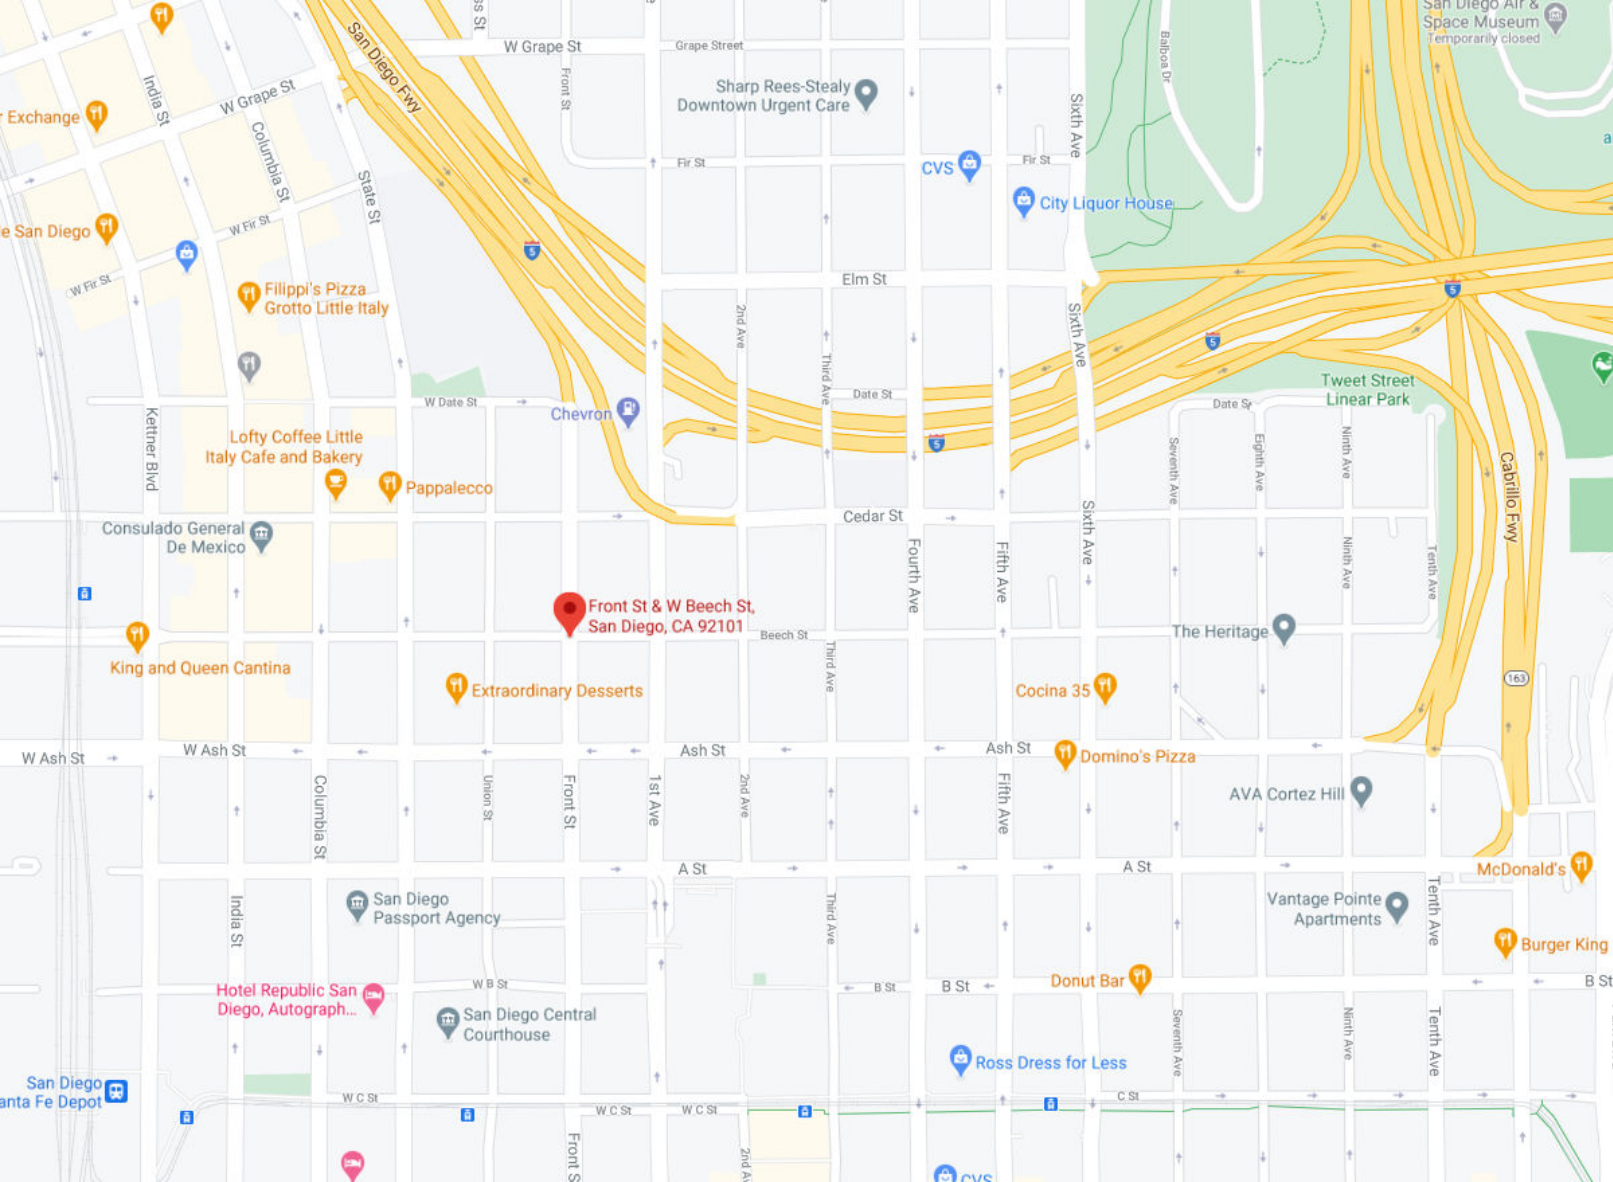 San Diego Air &
Space Museum
Temporarily closed
San Diego Fwy
W Grape St
Grape Street
Front St
Balboa Dr
Sharp Rees-Stealy
Downtown Urgent Care
Sixth Ave
India St
W Grape St
Exchange
Columbia St
Fir St
Fir St
CVS
City Liquor House
State St
W Fir St
San Diego
W Fir St
5
Elm St
5
Filippi's Pizza
Grotto Little Italy
2nd Ave
Sixth Ave
5
Third Ave
Tweet Street
Linear Park
Date St
W Date St
Date St
Chevron
Kettner Blvd
Lofty Coffee Little
Italy Cafe and Bakery
5
Seventh Ave
Eighth Ave
Ninth Ave
Cabrillo Fwy
Pappalecco
Cedar St
Sixth Ave
Consulado General
De Mexico
Fourth Ave
Fifth Ave
Ninth Ave
Tenth Ave
Front St & W Beech St,
San Diego, CA 92101
Beech St
The Heritage
King and Queen Cantina
Third Ave
163
Extraordinary Desserts
Cocina 35
W Ash St
W Ash St
Ash St
Ash St
Domino's Pizza
Columbia St
Union St
Front St
1st Ave
2nd Ave
Fifth Ave
AVA Cortez Hill
A St
A St
McDonald's
San Diego
Passport Agency
India St
Third Ave
Vantage Pointe
Apartments
Tenth Ave
Burger King
W B St
B St
B St
Donut Bar
B St
Hotel Republic San
Diego, Autograph...
San Diego Central
Courthouse
Seventh Ave
Ninth Ave
Tenth Ave
Ross Dress for Less
San Diego
anta Fe Depot
W C St
W C St
W C St
C St
Front S
2nd A
CVS